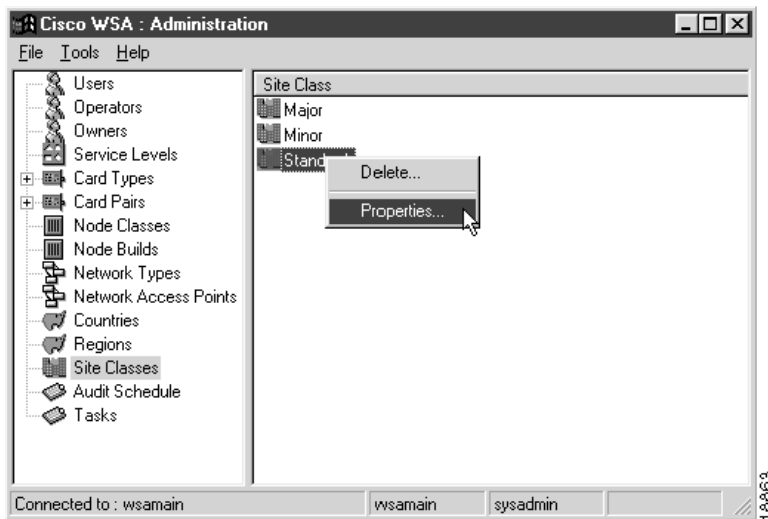 Cisco WSA : Administration
File Tools Help
Users
Operators
Owners
Service Levels
Card Types
Card Pairs
Node Classes
Node Builds
Network Types
Network Access Points
Countries
Regions
Site Classes
Audit Schedule
Tasks
Site Class
Major
Minor
Stand
Delete...
Properties...
Connected to : wsamain wsamain sysadmin
18863